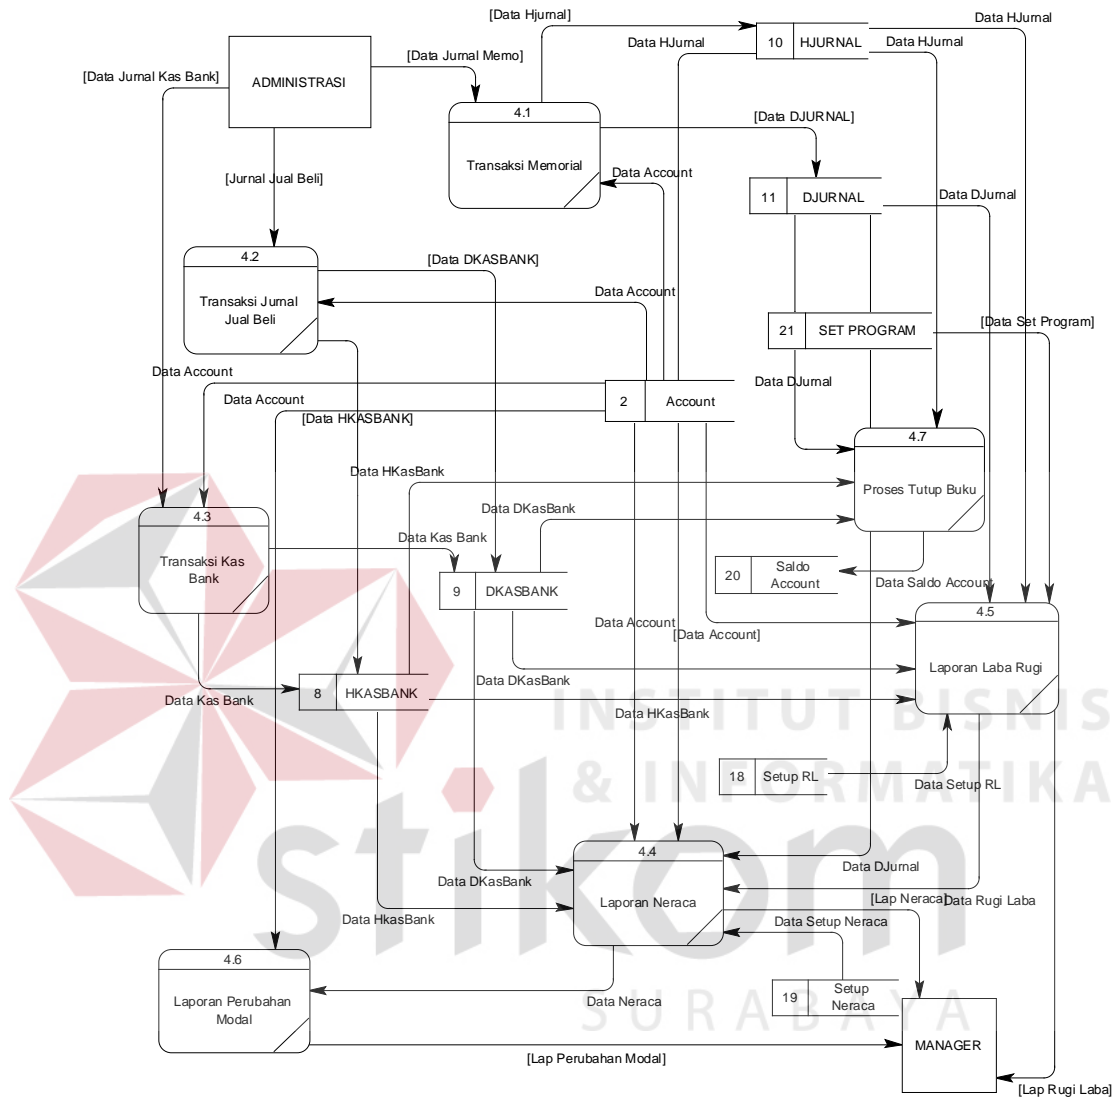 [Data Hjurnal]
Data HJurnal
10 HJURNAL
Data HJurnal
Data HJurnal
[Data Jurnal Memo]
[Data Jurnal Kas Bank]
ADMINISTRASI
4.1
Transaksi Memorial
[Data DJURNAL]
Data Account
[Jurnal Jual Beli]
11 DJURNAL
Data DJurnal
4.2
Transaksi Jurnal
Jual Beli
[Data DKASBANK]
Data Account
21 SET PROGRAM
[Data Set Program]
Data Account
Data DJurnal
Data Account
2 Account
[Data HKASBANK]
4.7
Proses Tutup Buku
Data HKasBank
Data DKasBank
4.3
Transaksi Kas
Bank
Data Kas Bank
9 DKASBANK
20 Saldo
Account
Data Saldo Account
4.5
Laporan Laba Rugi
Data Account
[Data Account]
Data DKasBank
8 HKASBANK
Data Kas Bank
Data HKasBank
INSTITUT BISNIS
& INFORMATIKA
18 Setup RL
Data Setup RL
stikom
4.4
Laporan Neraca
Data DJurnal
Data DKasBank
[Lap Neraca]
Data Rugi Laba
Data HkasBank
Data Setup Neraca
4.6
Laporan Perubahan
Modal
Data Neraca
19 Setup
Neraca
SURABAYA
MANAGER
[Lap Perubahan Modal]
[Lap Rugi Laba]